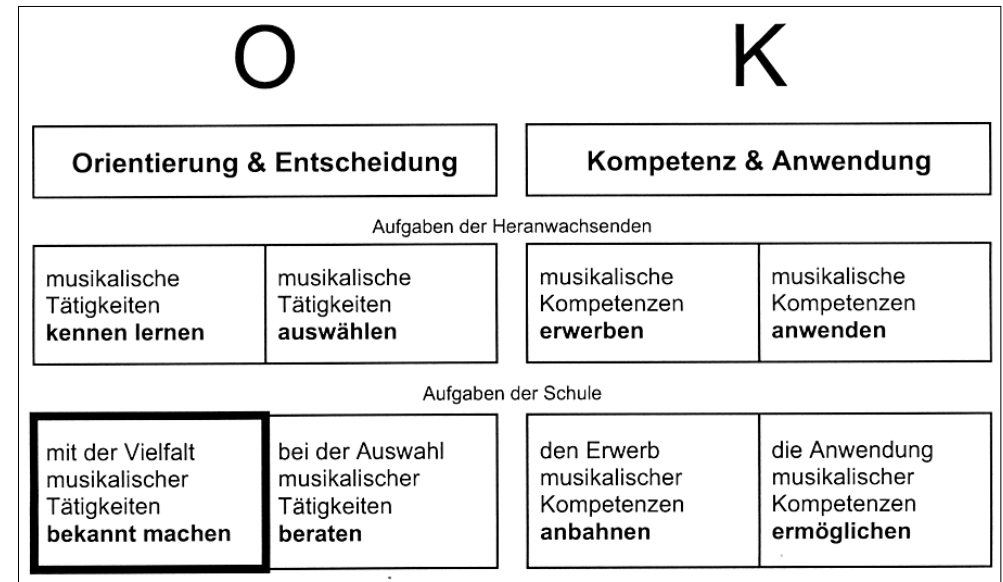 O
K
Orientierung & Entscheidung
Kompetenz & Anwendung
Aufgaben der Heranwachsenden
musikalische
Tätigkeiten
kennen lernen
musikalische
Tätigkeiten
auswählen
musikalische
Kompetenzen
erwerben
musikalische
Kompetenzen
anwenden
Aufgaben der Schule
mit der Vielfalt
musikalischer
Tätigkeiten
bekannt machen
bei der Auswahl
musikalischer
Tätigkeiten
beraten
den Erwerb
musikalischer
Kompetenzen
anbahnen
die Anwendung
musikalischer
Kompetenzen
ermöglichen